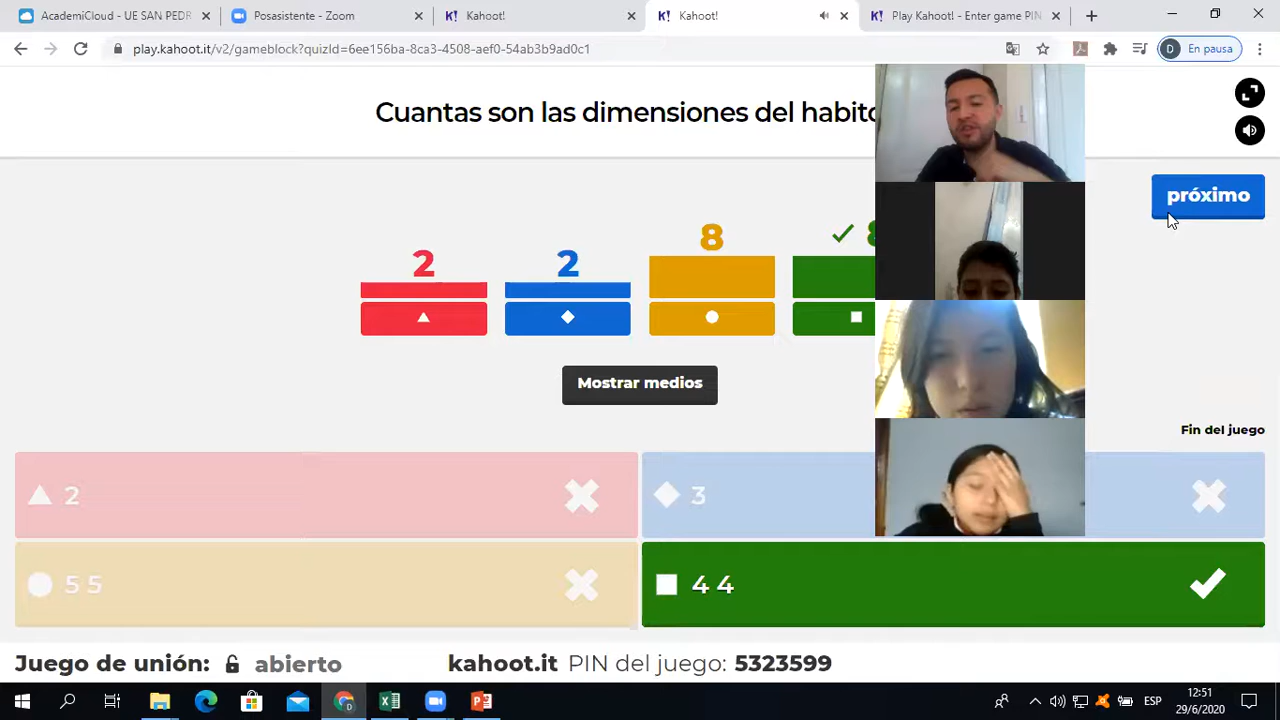 AcademiCloud - UE SAN PEDR
Posasistente - Zoom
Kahoot!
Kahoot!
Play Kahoot! - Enter game PIN
play.kahoot.it/v2/gameblock?quizId=6ee156ba-8ca3-4508-aef0-54ab3b9ad0c1
D En pausa
Cuantas son las dimensiones del habito
próximo
2
2
8
8
Mostrar medios
Fin del juego
2
3
5 5
4 4
Juego de unión: abierto
kahoot.it PIN del juego: 5323599
ESP
12:51
29/6/2020